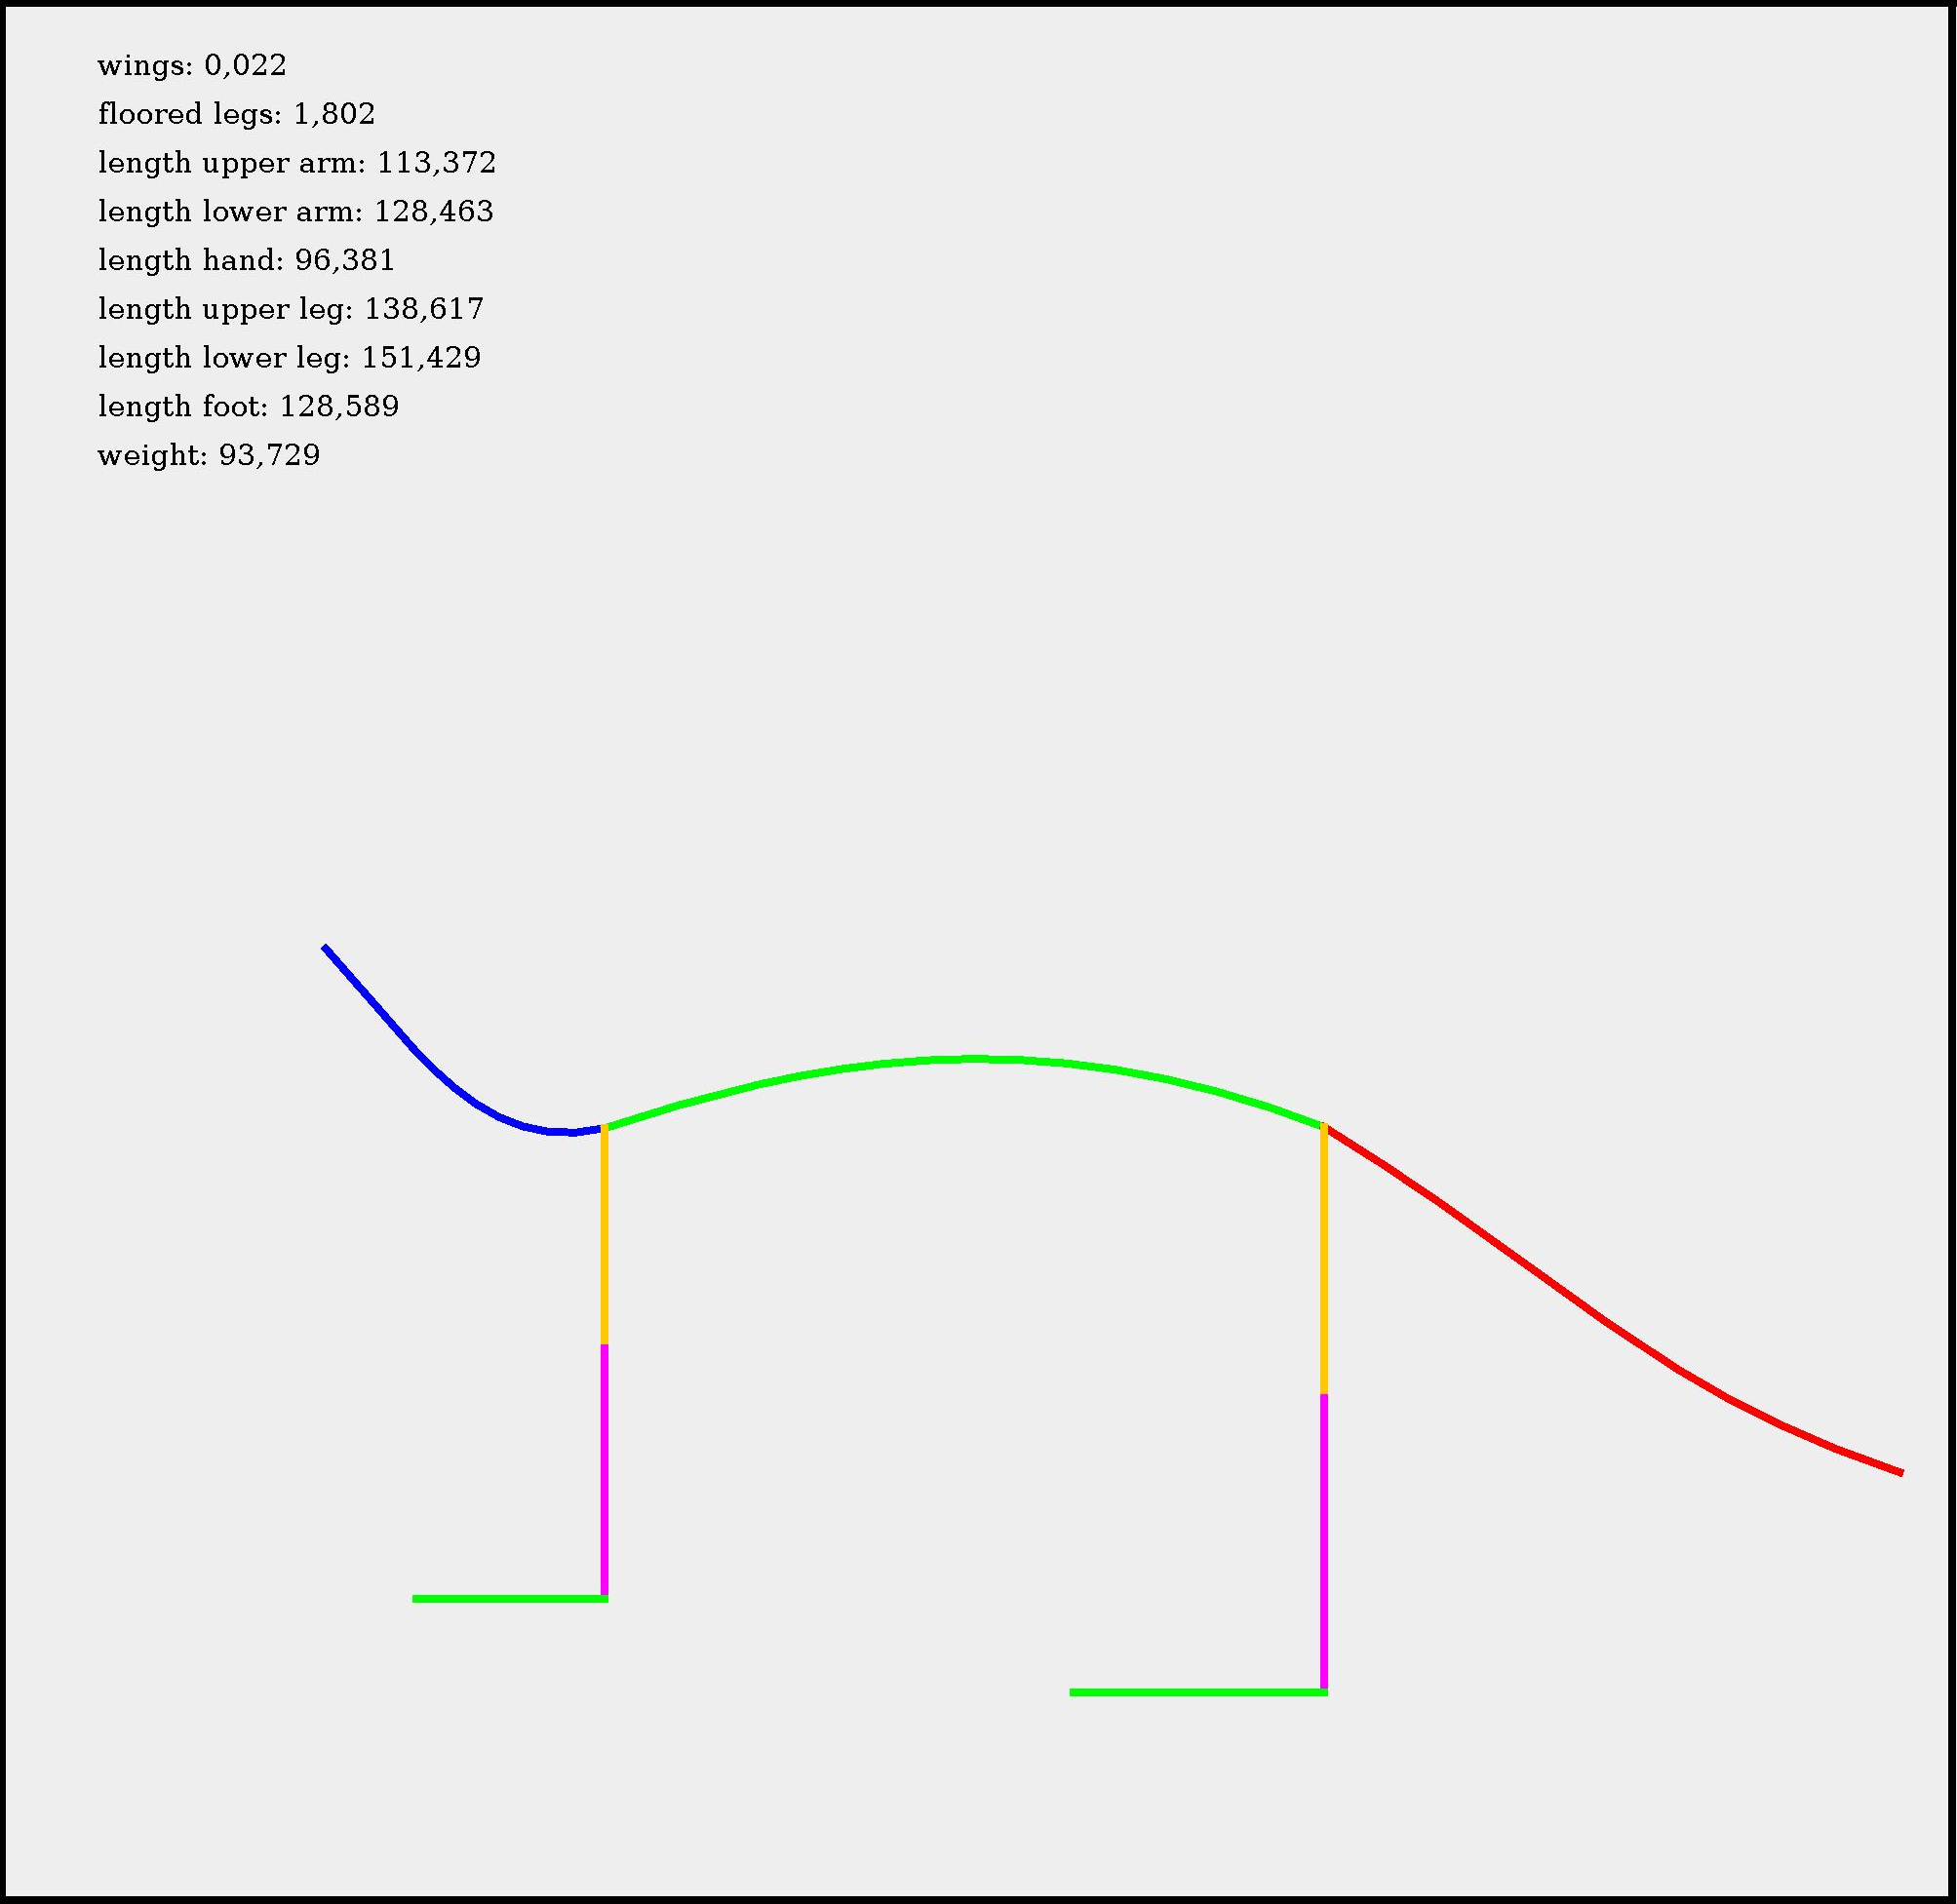 wings: 0,022
floored legs: 1,802
length upper arm: 113,372
length lower arm: 128,463
length hand: 96,381
length upper leg: 138,617
length lower leg: 151,429
length foot: 128,589
weight: 93,729